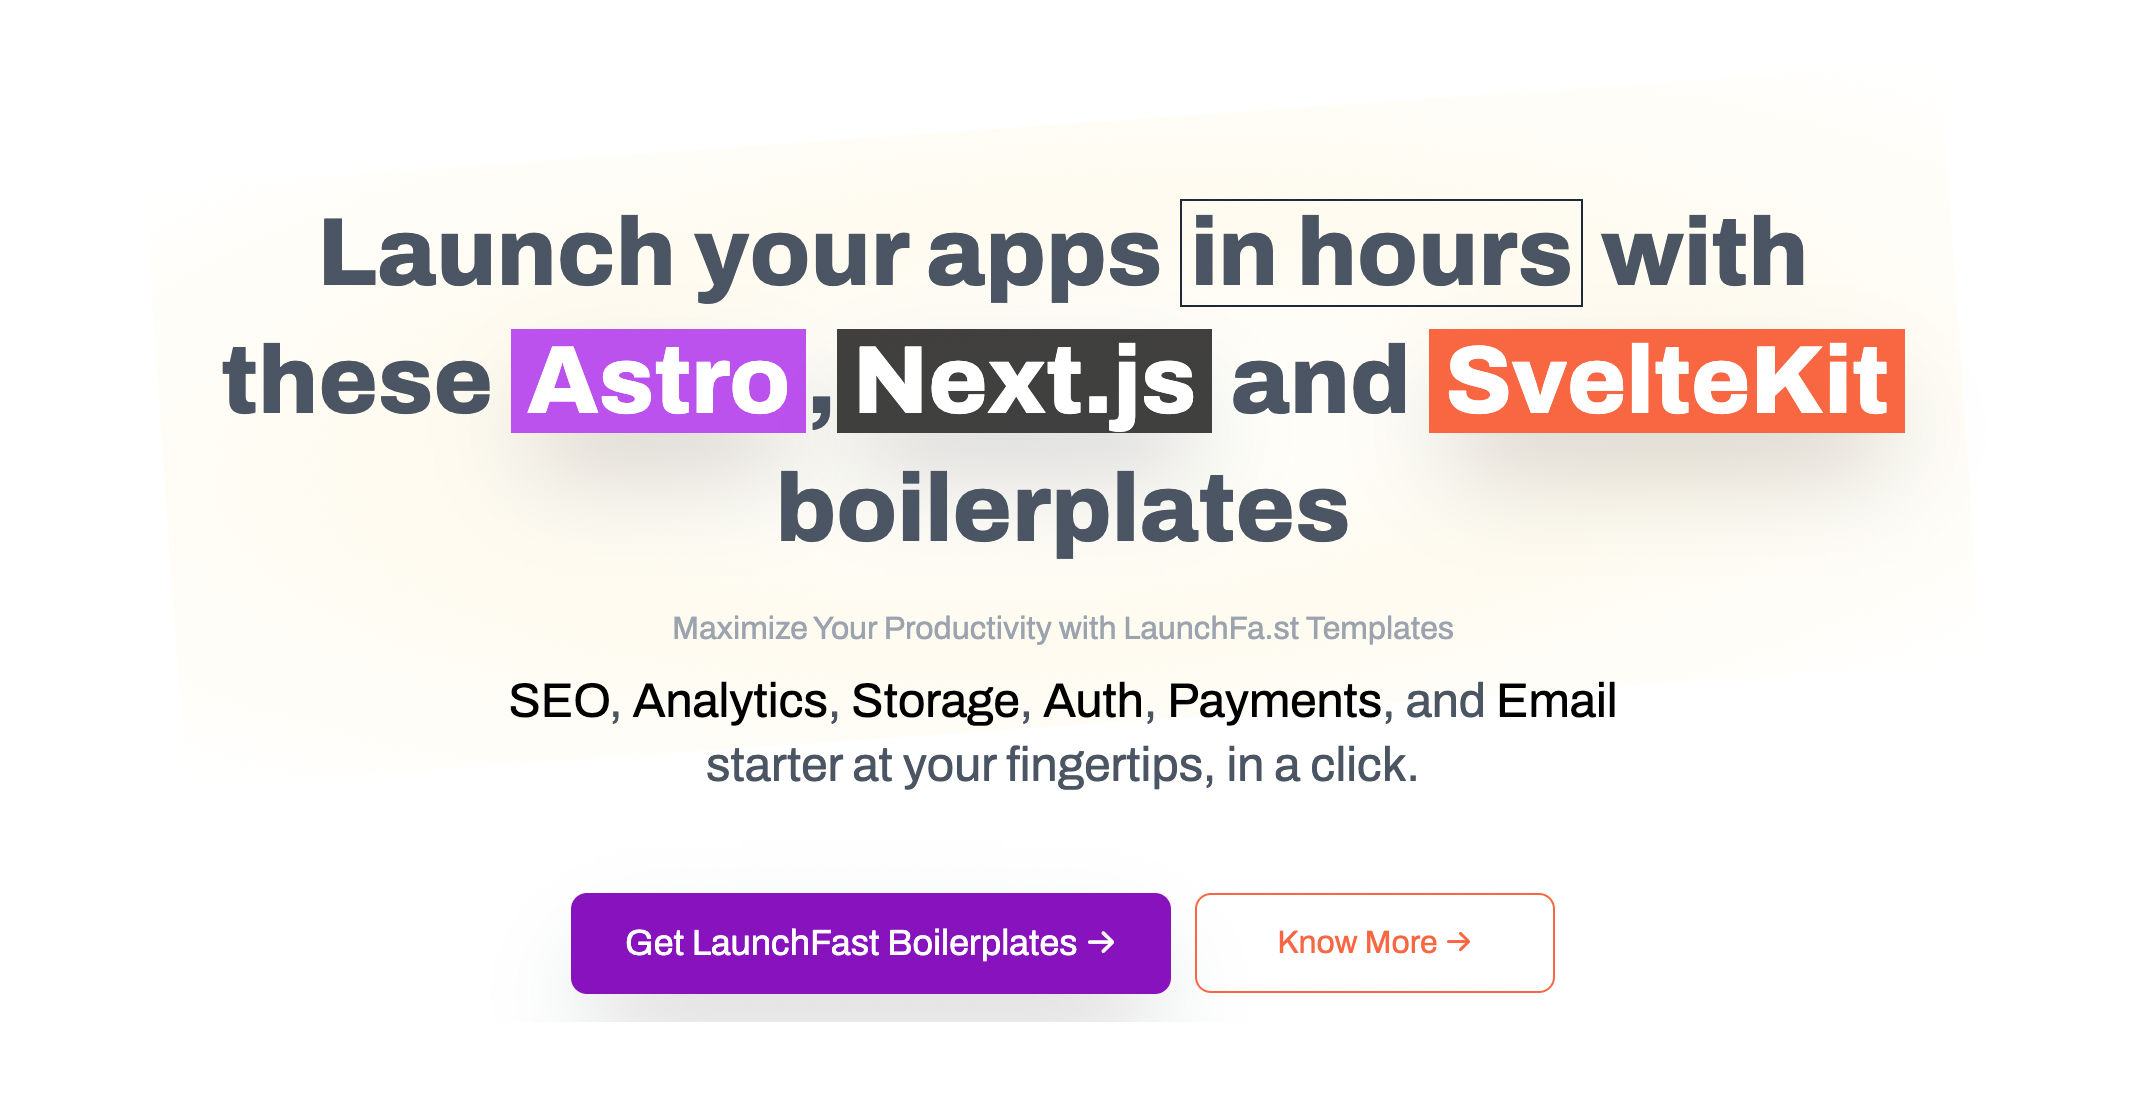 Launch your apps in hours with
these Astro, Next.js and SvelteKit
boilerplates
Maximize Your Productivity with LaunchFa.st Templates
SEO, Analytics, Storage, Auth, Payments, and Email
starter at your fingertips, in a click.
Get LaunchFast Boilerplates →
Know More →